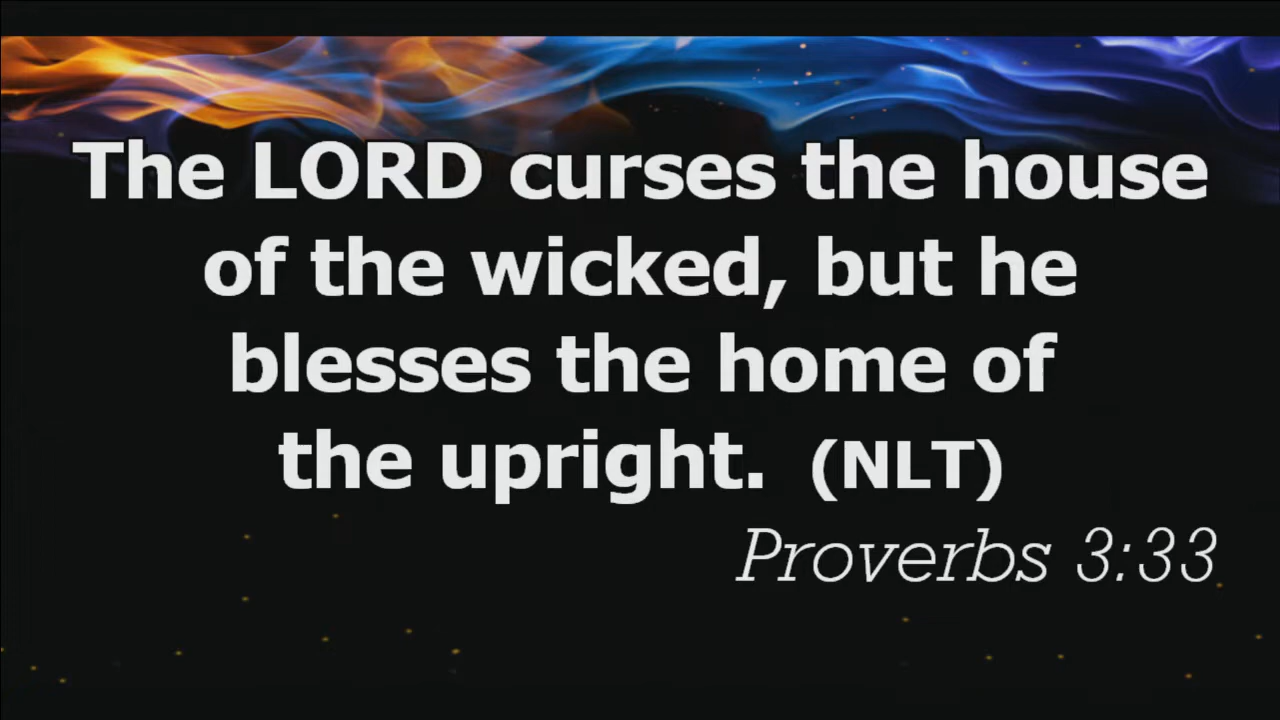 The LORD curses the house
of the wicked, but he
blesses the home of
the upright. (NLT)
Proverbs 3:33